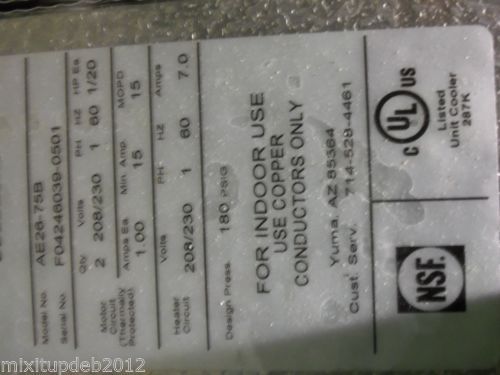 Model No. AE26-75B
Serial No. F04248039-0501
Qty Volts PH HZ HP Ea.
Motor Circuit (Thermally Protected) 2 208/230 1 60 1/20
Amps Ea. Min. Amp. MOPD
1.00 15 15
Volts PH HZ Amps
Heater Circuit 208/230 1 60 7.0
Design Press. 180 PSIG
FOR INDOOR USE
USE COPPER
CONDUCTORS ONLY
Yuma, AZ 85364
Cust. Serv. 714-529-4461
C UL US
Listed
Unit Cooler
287K
NSF.
mixitupdeb2012